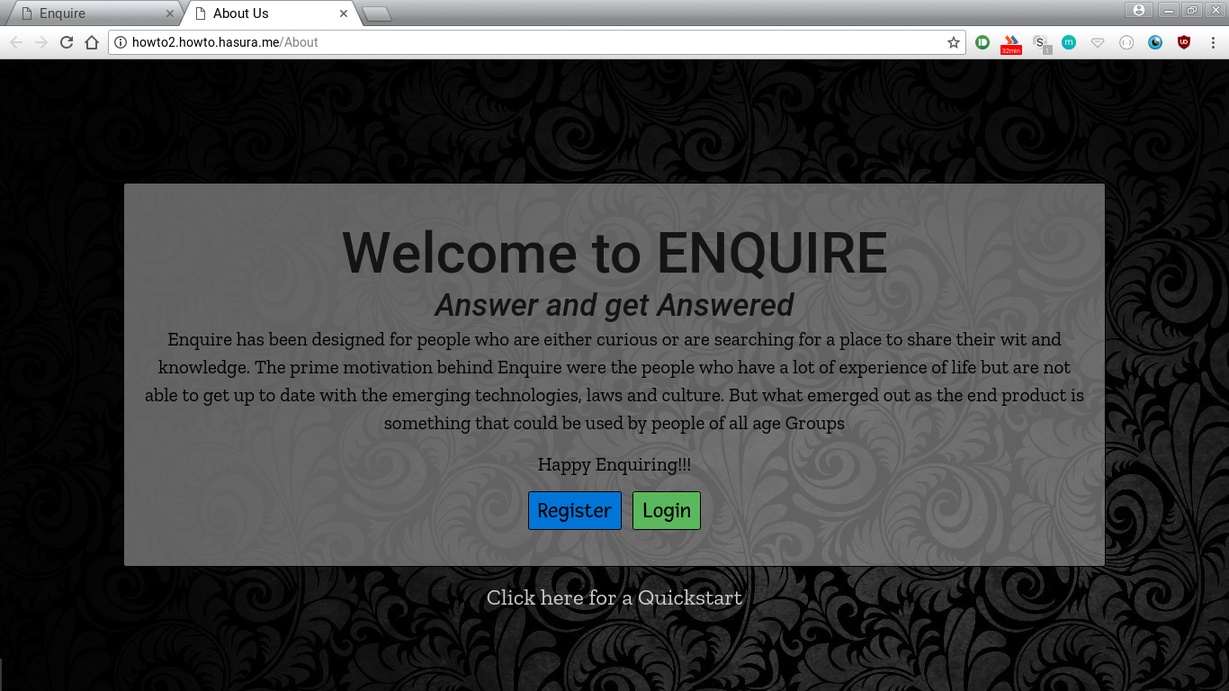 Enquire
About Us
howto2.howto.hasura.me/About
32min
S
1
m
Welcome to ENQUIRE
Answer and get Answered
Enquire has been designed for people who are either curious or are searching for a place to share their wit and
knowledge. The prime motivation behind Enquire were the people who have a lot of experience of life but are not
able to get up to date with the emerging technologies, laws and culture. But what emerged out as the end product is
something that could be used by people of all age Groups
Happy Enquiring!!!
Register Login
Click here for a Quickstart